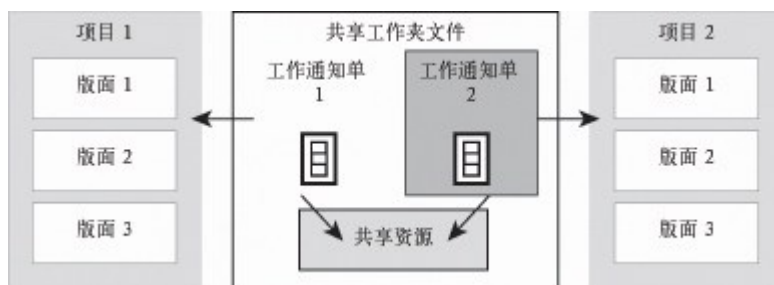 项目 1
版面 1
版面 2
版面 3
共享工作夹文件
工作通知单
1
工作通知单
2
共享资源
项目 2
版面 1
版面 2
版面 3